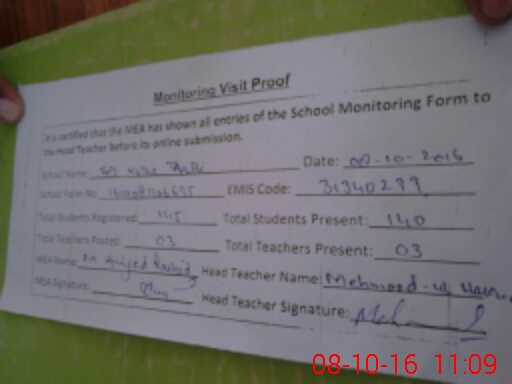 Monitoring Visit Proof
It is certified that the MEA has shown all entries of the School Monitoring Form to
the Head Teacher before its online submission.
School Name: Date: 08-10-2016
School Form No: EMIS Code: 31340299
Total Students Registered: 145 Total Students Present: 140
Total Teachers Posted: 03 Total Teachers Present: 03
MEA Name: M Amjed Rashid Head Teacher Name: Mehmood-ul
MEA Signature: Head Teacher Signature:
08-10-16 11:09